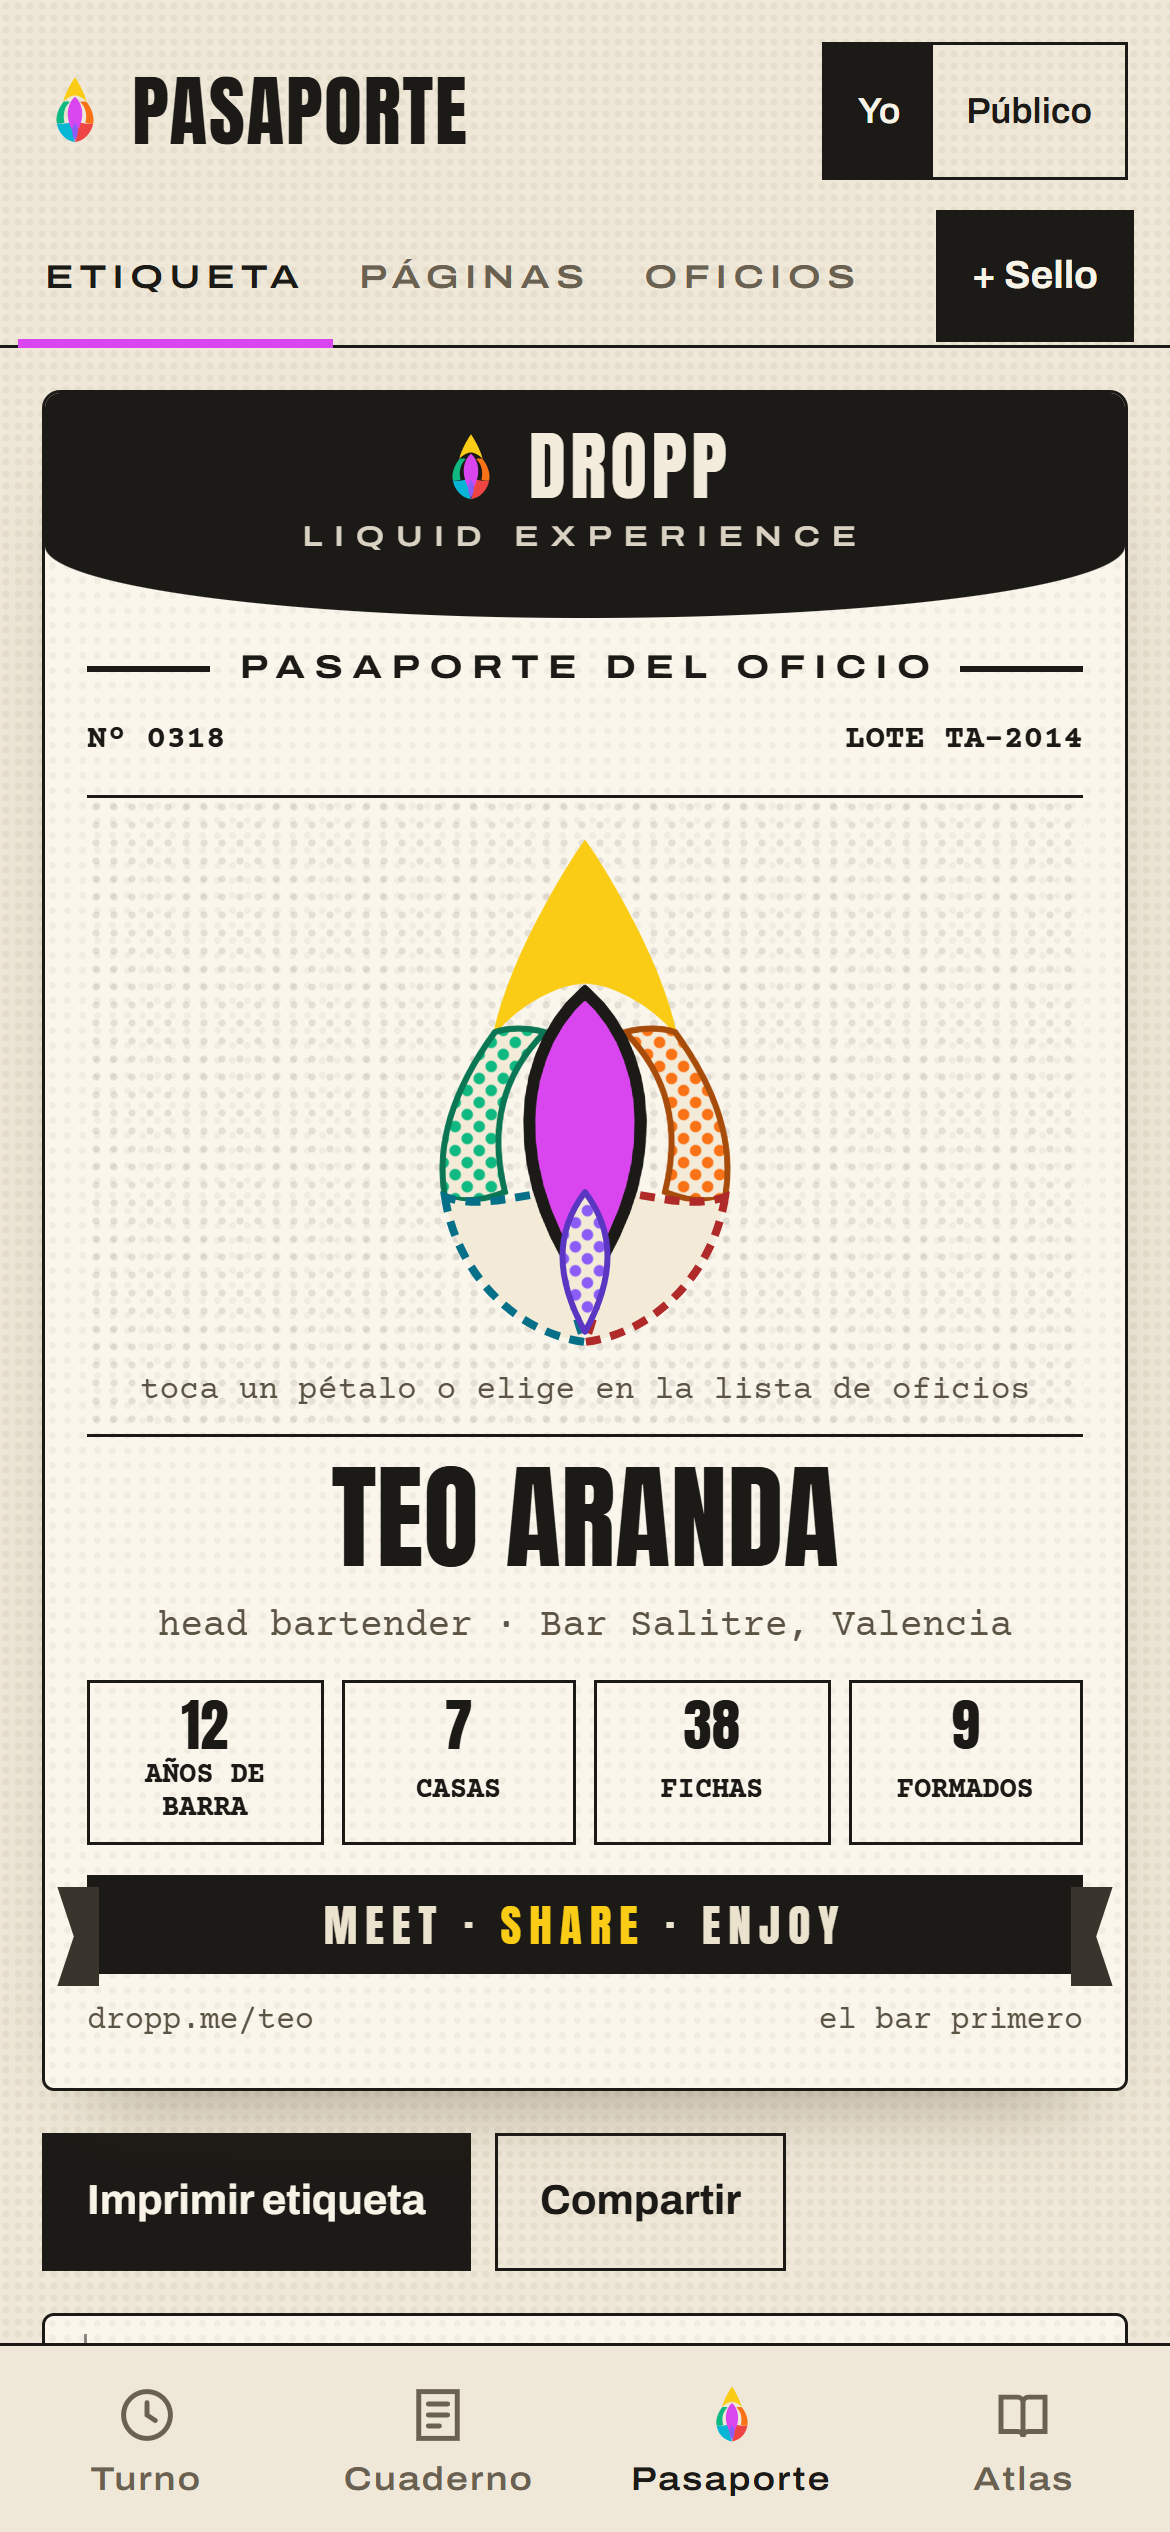 PASAPORTE
Yo
Público
ETIQUETA
PÁGINAS
OFICIOS
+ Sello
DROPP
LIQUID EXPERIENCE
PASAPORTE DEL OFICIO
Nº 0318
LOTE TA-2014
toca un pétalo o elige en la lista de oficios
TEO ARANDA
head bartender · Bar Salitre, Valencia
12
AÑOS DE
BARRA
7
CASAS
38
FICHAS
9
FORMADOS
MEET · SHARE · ENJOY
dropp.me/teo
el bar primero
Imprimir etiqueta
Compartir
Turno
Cuaderno
Pasaporte
Atlas